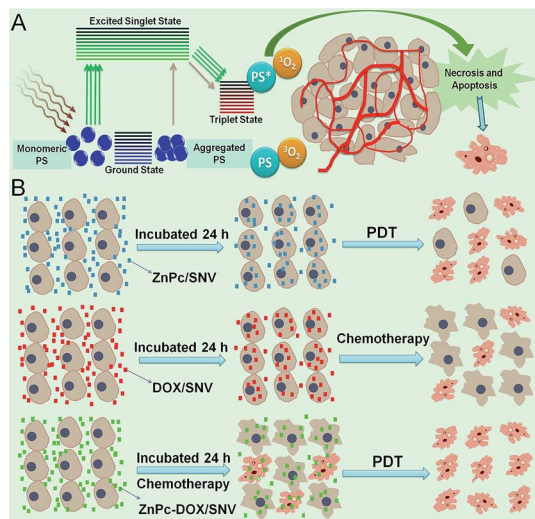 A
Excited Singlet State
PS*
¹O₂
Triplet State
Necrosis and
Apoptosis
Monomeric
PS
Ground State
Aggregated
PS
PS
³O₂
B
Incubated 24 h
PDT
ZnPc/SNV
Incubated 24 h
Chemotherapy
DOX/SNV
Incubated 24 h
Chemotherapy
PDT
ZnPc-DOX/SNV